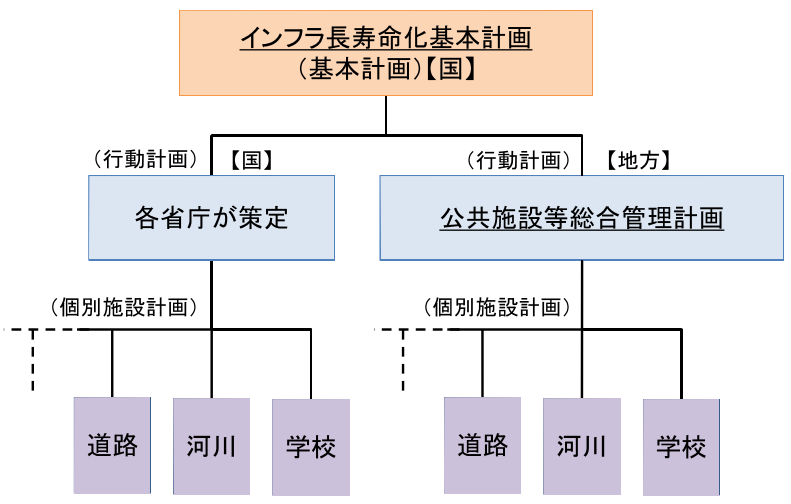 インフラ長寿命化基本計画
（基本計画）【国】
（行動計画） 【国】
（行動計画） 【地方】
各省庁が策定
公共施設等総合管理計画
（個別施設計画）
（個別施設計画）
道路
河川
学校
道路
河川
学校